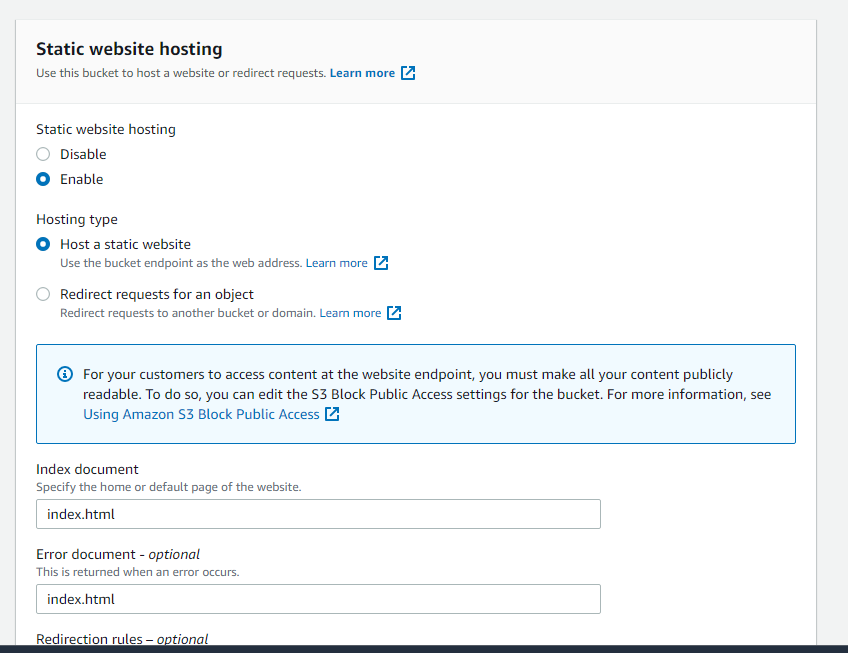 Static website hosting
Use this bucket to host a website or redirect requests. Learn more
Static website hosting
Disable
Enable
Hosting type
Host a static website
Use the bucket endpoint as the web address. Learn more
Redirect requests for an object
Redirect requests to another bucket or domain. Learn more
For your customers to access content at the website endpoint, you must make all your content publicly
readable. To do so, you can edit the S3 Block Public Access settings for the bucket. For more information, see
Using Amazon S3 Block Public Access
Index document
Specify the home or default page of the website.
index.html
Error document - optional
This is returned when an error occurs.
index.html
Redirection rules – optional